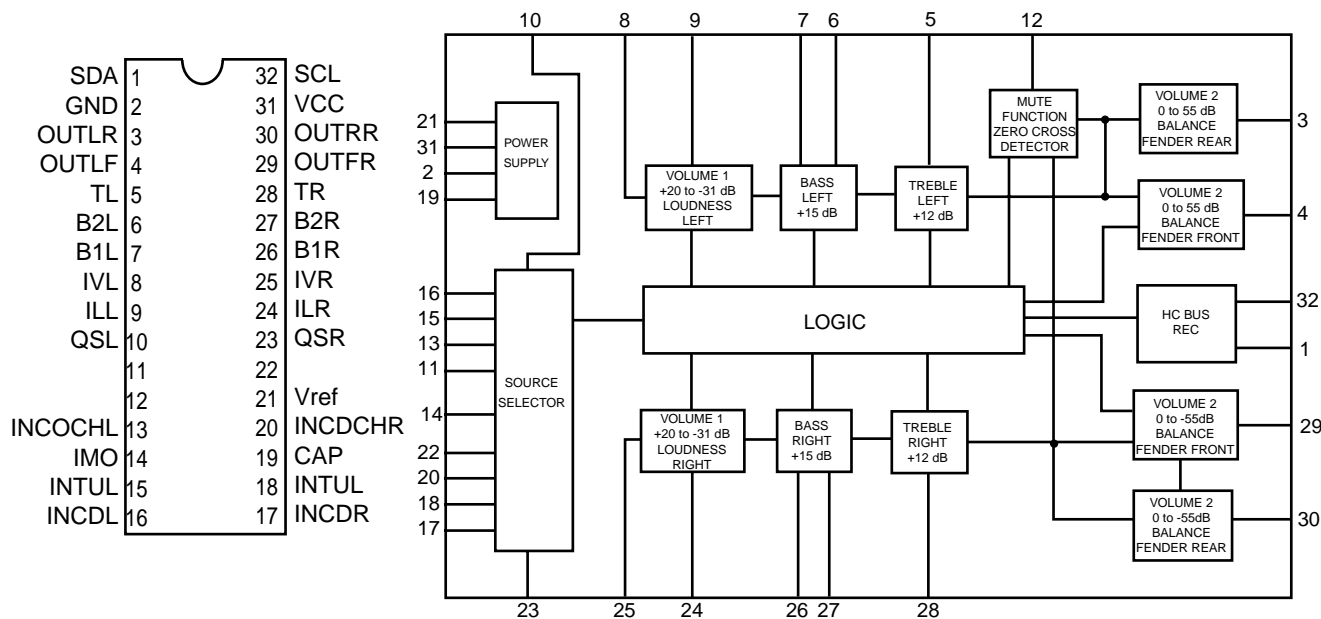 SDA 1
GND 2
OUTLR 3
OUTLF 4
TL 5
B2L 6
B1L 7
IVL 8
ILL 9
QSL 10
11
12
INCOCHL 13
IMO 14
INTUL 15
INCDL 16
32 SCL
31 VCC
30 OUTRR
29 OUTFR
28 TR
27 B2R
26 B1R
25 IVR
24 ILR
23 QSR
22
21 Vref
20 INCDCHR
19 CAP
18 INTUL
17 INCDR
10
8
9
7
6
5
12
21
31
2
19
POWER
SUPPLY
VOLUME 1
+20 to -31 dB
LOUDNESS
LEFT
BASS
LEFT
+15 dB
TREBLE
LEFT
+12 dB
MUTE
FUNCTION
ZERO CROSS
DETECTOR
VOLUME 2
0 to 55 dB
BALANCE
FENDER REAR
3
VOLUME 2
0 to 55 dB
BALANCE
FENDER FRONT
4
16
15
13
11
14
22
20
18
17
SOURCE
SELECTOR
LOGIC
HC BUS
REC
32
1
VOLUME 1
+20 to -31 dB
LOUDNESS
RIGHT
BASS
RIGHT
+15 dB
TREBLE
RIGHT
+12 dB
VOLUME 2
0 to -55dB
BALANCE
FENDER FRONT
29
VOLUME 2
0 to -55dB
BALANCE
FENDER REAR
30
23
25
24
26
27
28